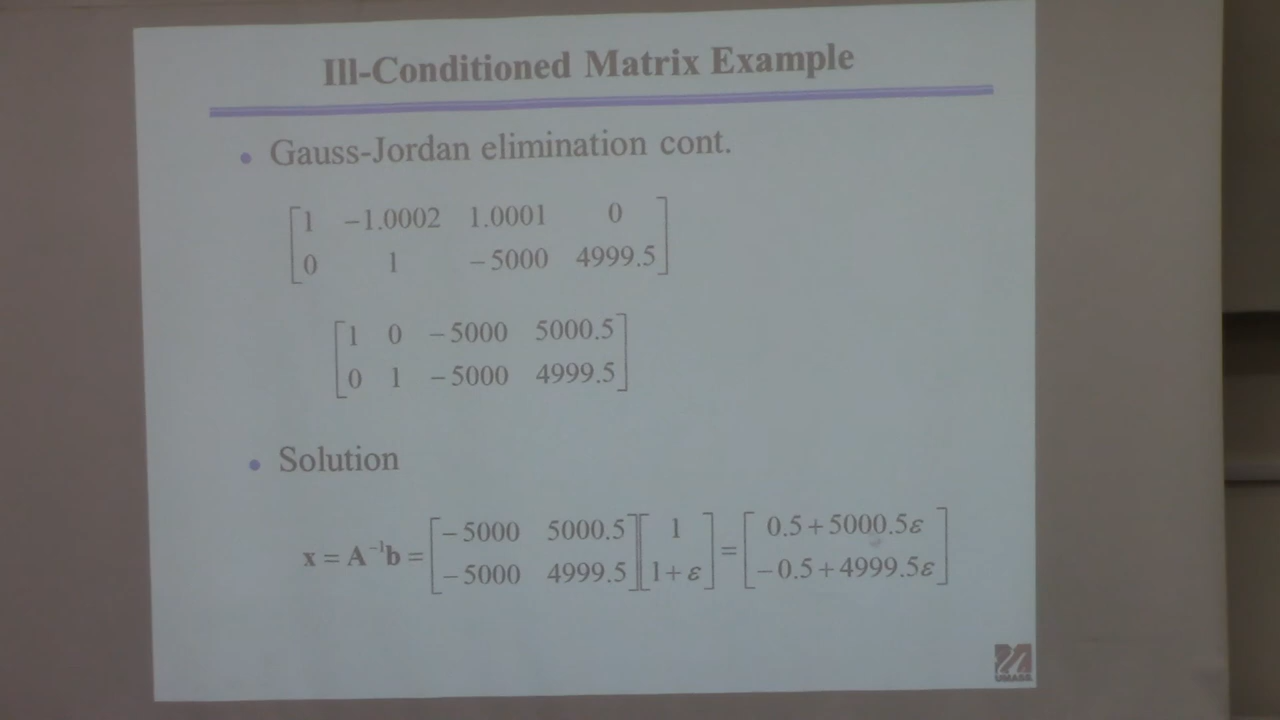 Ill-Conditioned Matrix Example
• Gauss-Jordan elimination cont.
[1 −1.0002 1.0001 0]
[0 1 −5000 4999.5]
[1 0 −5000 5000.5]
[0 1 −5000 4999.5]
• Solution
x = A⁻¹b = [−5000 5000.5; −5000 4999.5] [1; 1+ε] = [0.5+5000.5ε; −0.5+4999.5ε]
UMASS